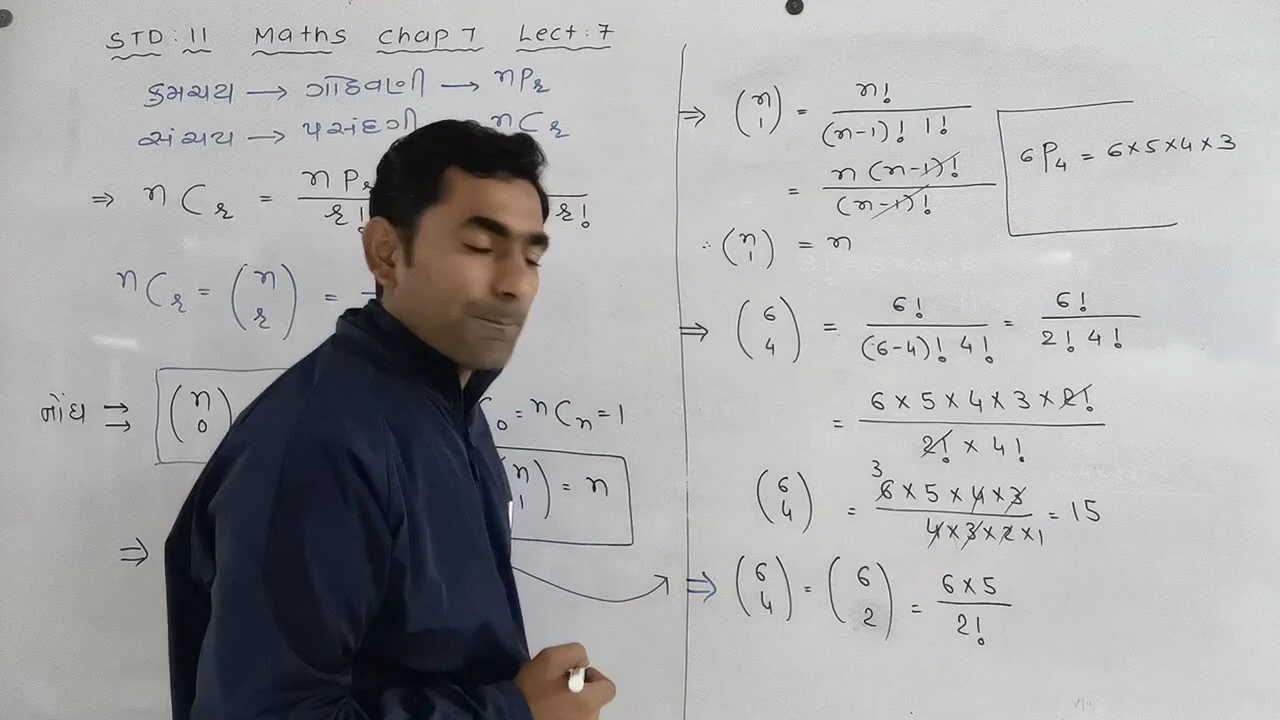 STD : 11 Maths Chap 7 Lect : 7
ક્રમચય → ગોઠવણી → nPr
સંચય → પસંદગી nCr
⇒ nCr = nPr / r! r!
nCr = (n r) =
નોંધ ⇒ (n 0) 0 = nCn = 1
(n 1) = n
⇒
⇒ (n 1) = n! / (n-1)! 1!
= n (n-1)! / (n-1)!
∴ (n 1) = n
6P4 = 6×5×4×3
⇒ (6 4) = 6! / (6-4)! 4! = 6! / 2! 4!
= 6 × 5 × 4 × 3 × 2! / 2! × 4!
(6 4) = 3 6 × 5 × 4 × 3 / 4 × 3 × 2 × 1 = 15
⇒ (6 4) = (6 2) = 6 × 5 / 2!